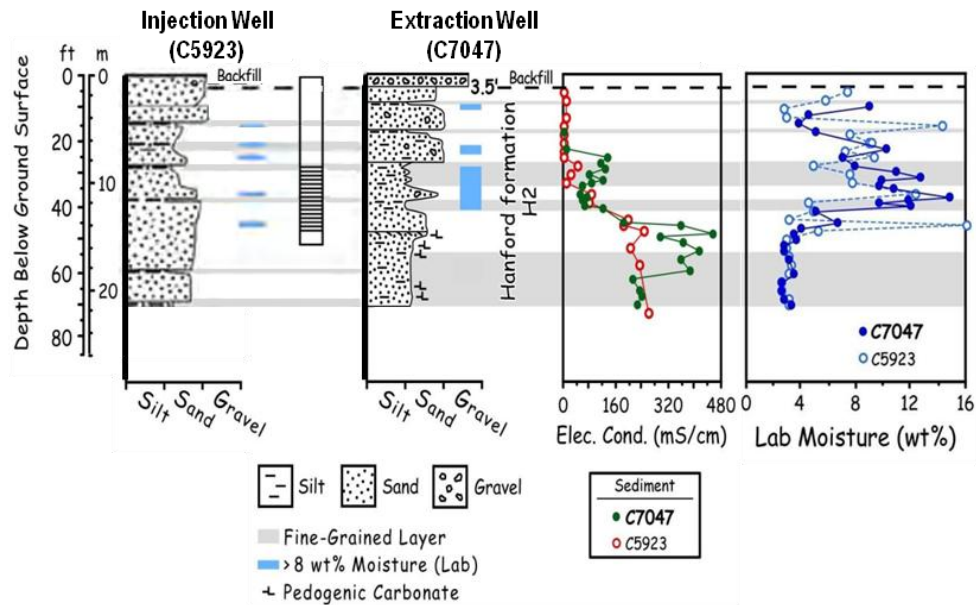 Injection Well
(C5923)
Extraction Well
(C7047)
ft m
Depth Below Ground Surface
0
20
40
60
80
0
10
20
Backfill
Backfill
3.5'
Hanford formation
H2
Silt
Sand
Gravel
Silt
Sand
Gravel
0 160 320 480
Elec. Cond. (mS/cm)
0 4 8 12 16
Lab Moisture (wt%)
C7047
C5923
Silt
Sand
Gravel
Fine-Grained Layer
>8 wt% Moisture (Lab)
Pedogenic Carbonate
Sediment
C7047
C5923